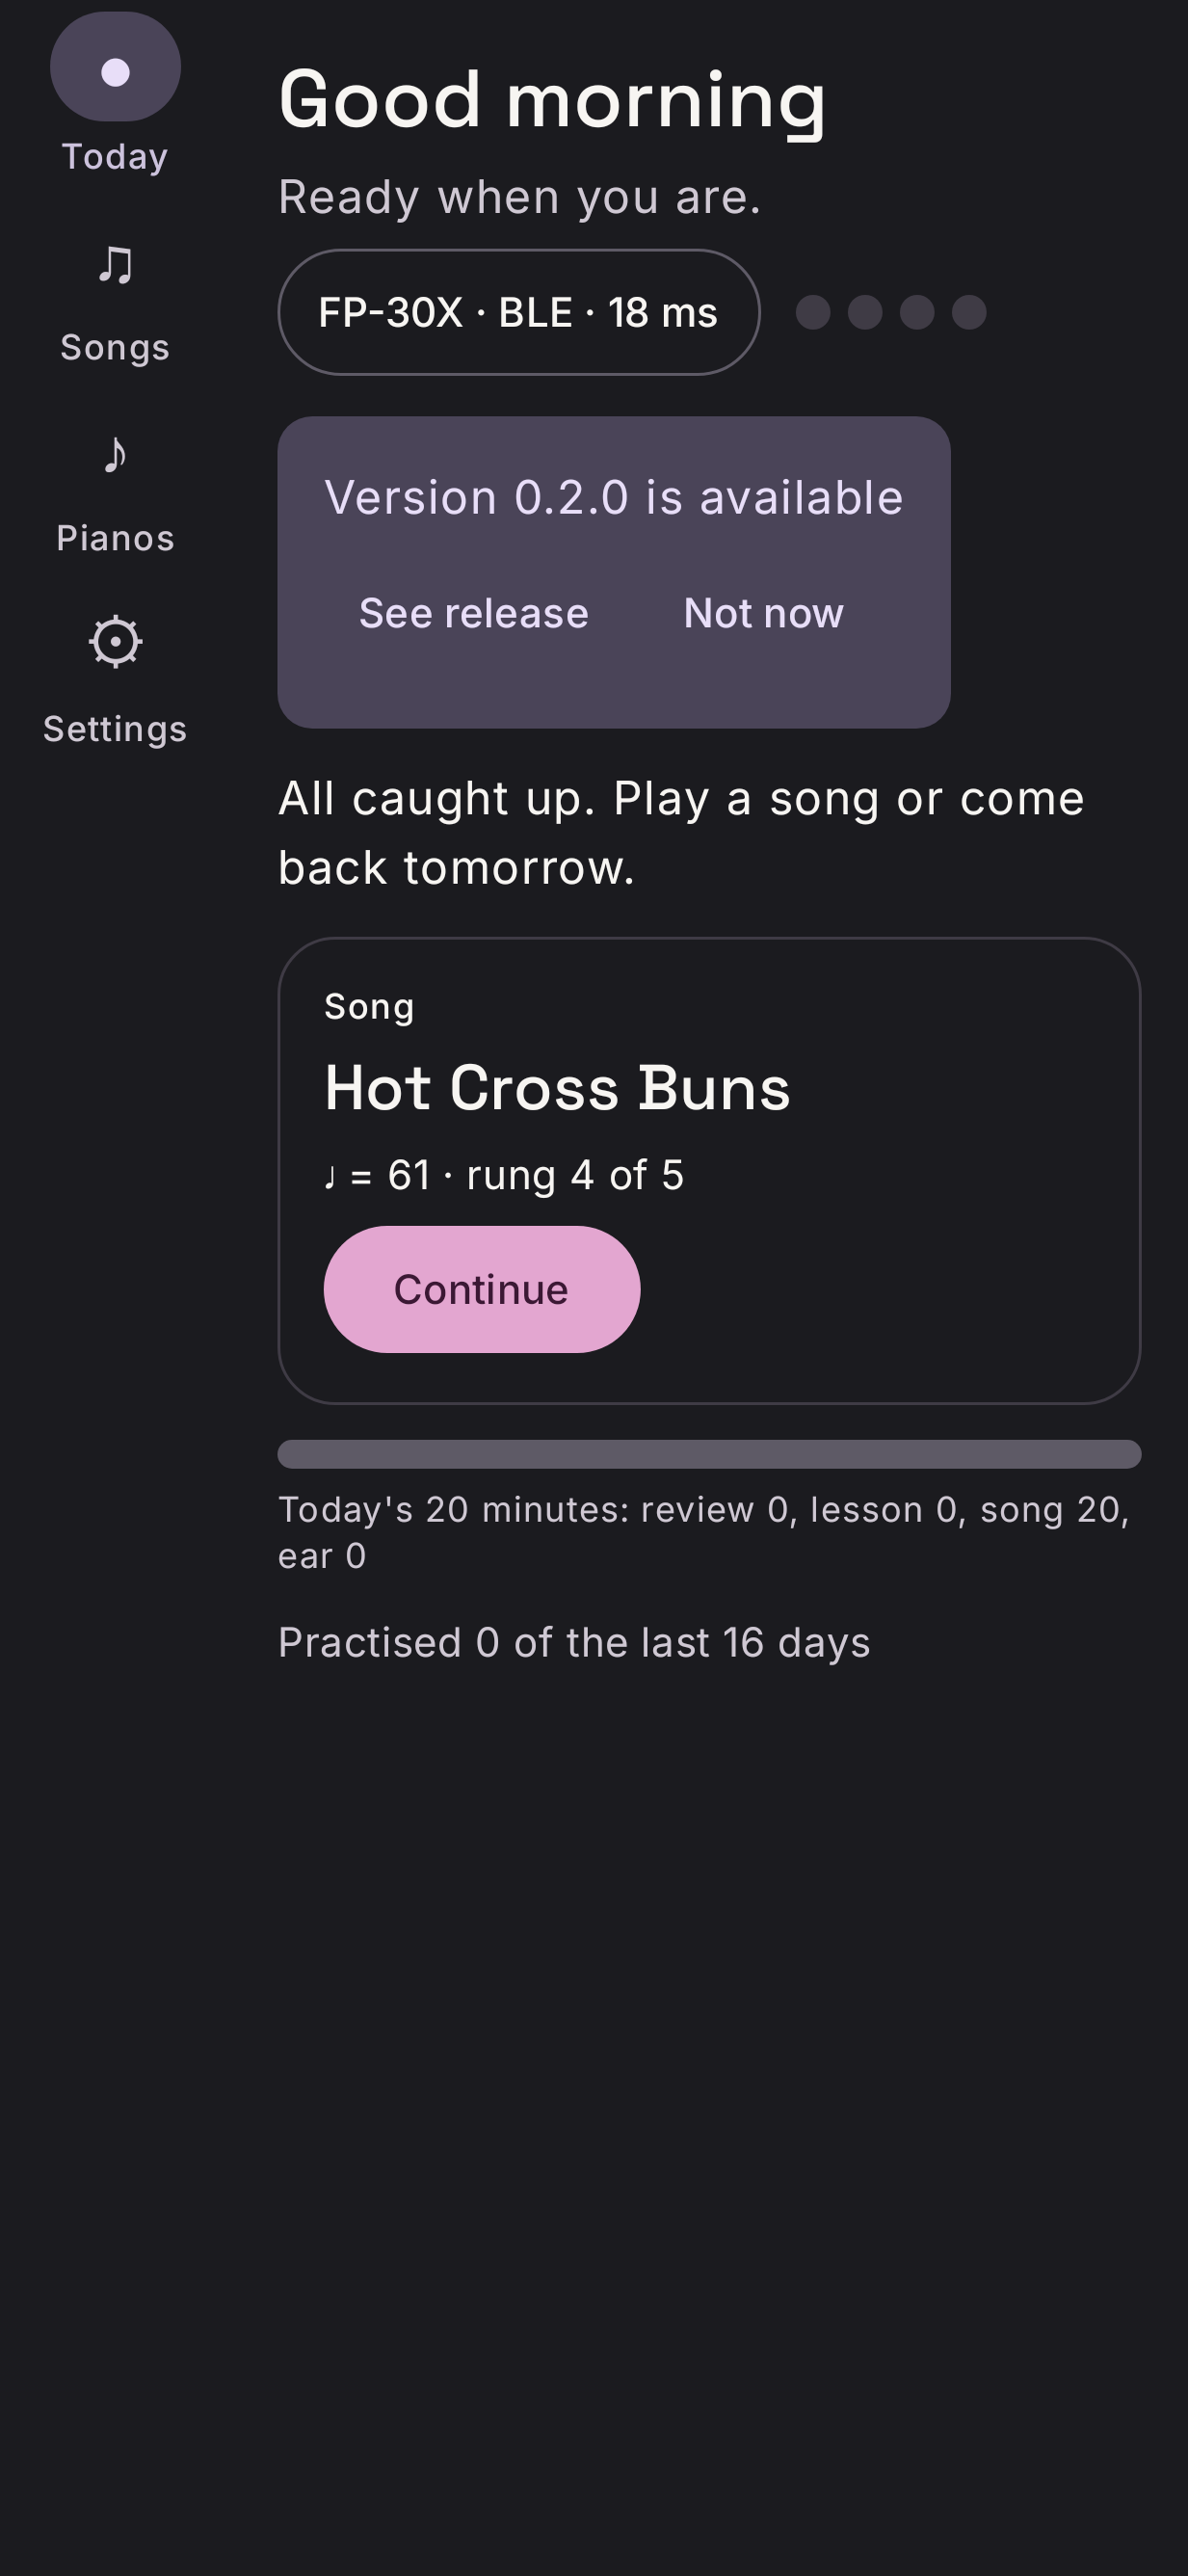 Today
Songs
Pianos
Settings
Good morning
Ready when you are.
FP-30X · BLE · 18 ms
Version 0.2.0 is available
See release
Not now
All caught up. Play a song or come
back tomorrow.
Song
Hot Cross Buns
♩ = 61 · rung 4 of 5
Continue
Today's 20 minutes: review 0, lesson 0, song 20,
ear 0
Practised 0 of the last 16 days